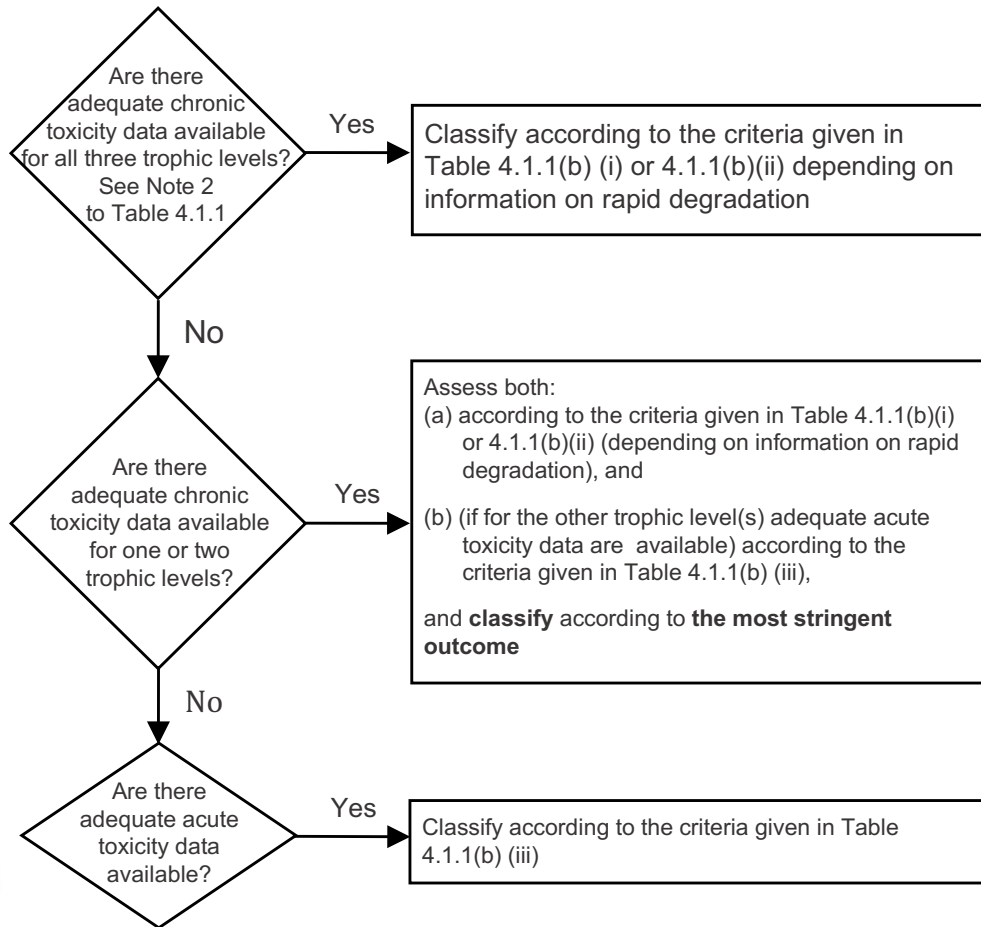 Are there
adequate chronic
toxicity data available
for all three trophic levels?
See Note 2
to Table 4.1.1
Yes
Classify according to the criteria given in
Table 4.1.1(b) (i) or 4.1.1(b)(ii) depending on
information on rapid degradation
No
Are there
adequate chronic
toxicity data available
for one or two
trophic levels?
Yes
Assess both:
(a) according to the criteria given in Table 4.1.1(b)(i)
or 4.1.1(b)(ii) (depending on information on rapid
degradation), and
(b) (if for the other trophic level(s) adequate acute
toxicity data are available) according to the
criteria given in Table 4.1.1(b) (iii),
and classify according to the most stringent
outcome
No
Are there
adequate acute
toxicity data
available?
Yes
Classify according to the criteria given in Table
4.1.1(b) (iii)